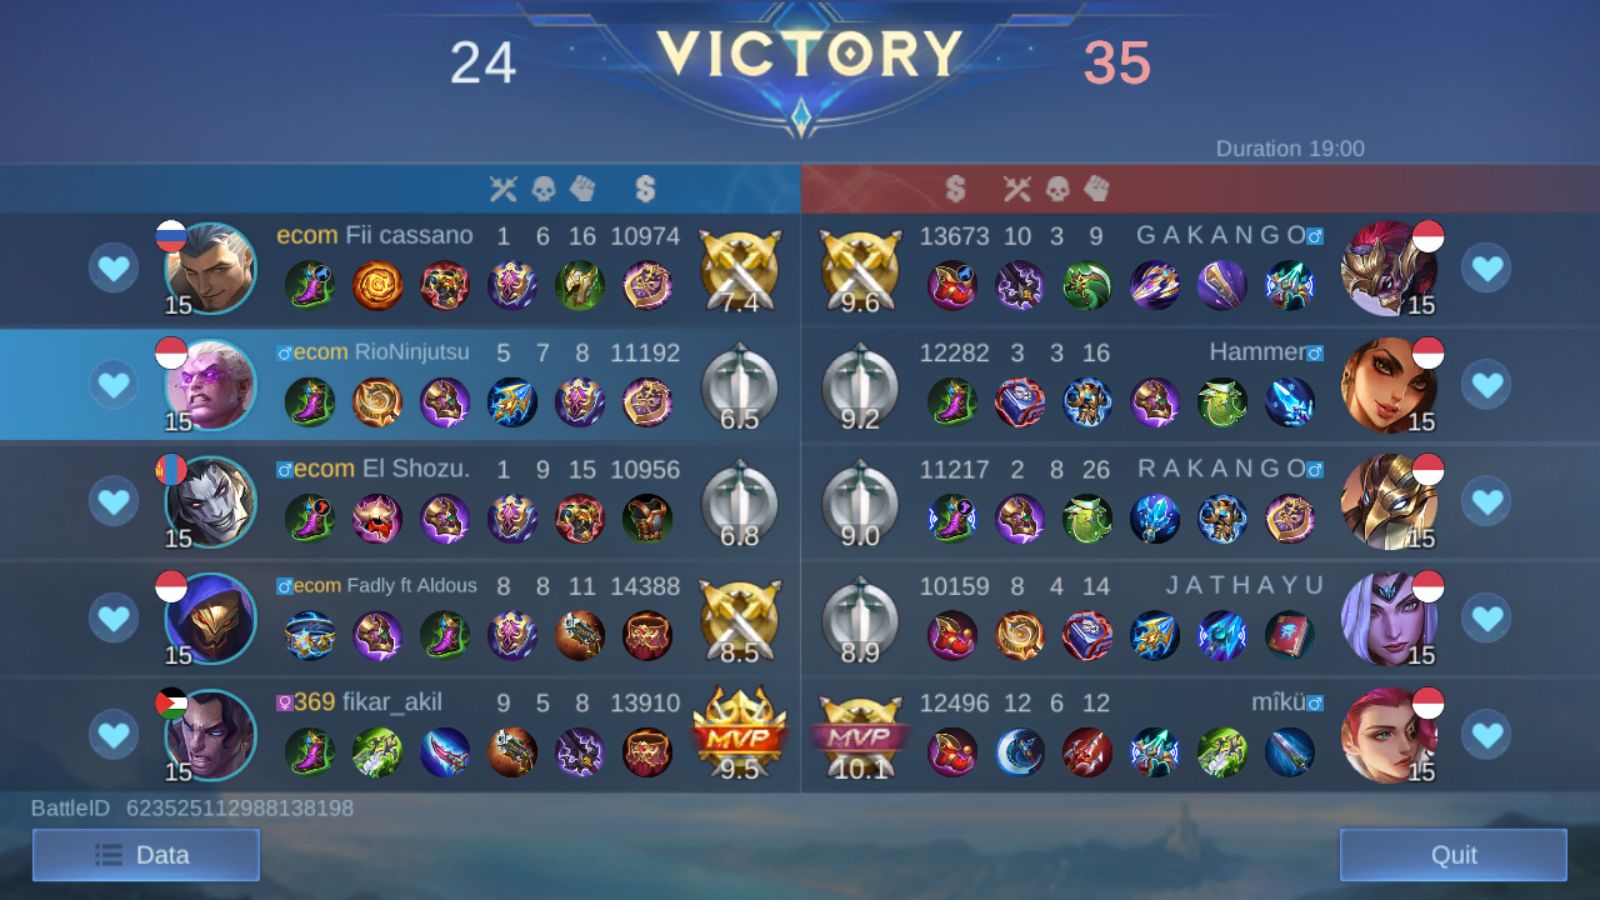 24 VICTORY 35
Duration 19:00
ecom Fii cassano 1 6 16 10974 7.4 15
9.6 13673 10 3 9 G A K A N G O 15
ecom RioNinjutsu 5 7 8 11192 6.5 15
9.2 12282 3 3 16 Hammer 15
ecom El Shozu. 1 9 15 10956 6.8 15
9.0 11217 2 8 26 R A K A N G O 15
ecom Fadly ft Aldous 8 8 11 14388 8.5 15
8.9 10159 8 4 14 J A T H A Y U 15
369 fikar_akil 9 5 8 13910 MVP 9.5 15
MVP 10.1 12496 12 6 12 mîkü 15
BattleID 623525112988138198
Data
Quit